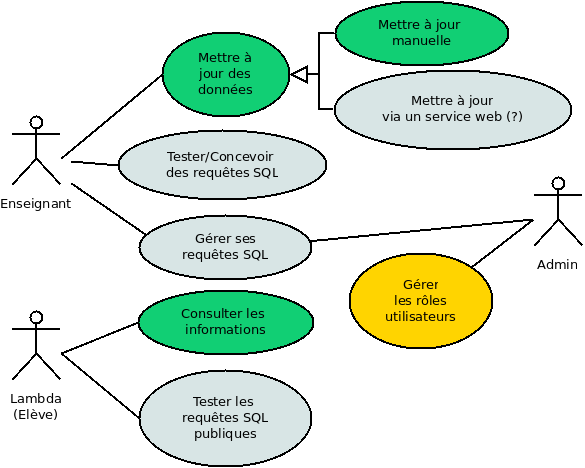 Mettre à jour
manuelle
Mettre à
jour des
données
Mettre à jour
via un service web (?)
Tester/Concevoir
des requêtes SQL
Enseignant
Gérer ses
requêtes SQL
Admin
Gérer
les rôles
utilisateurs
Consulter les
informations
Lambda
(Elève)
Tester les
requêtes SQL
publiques